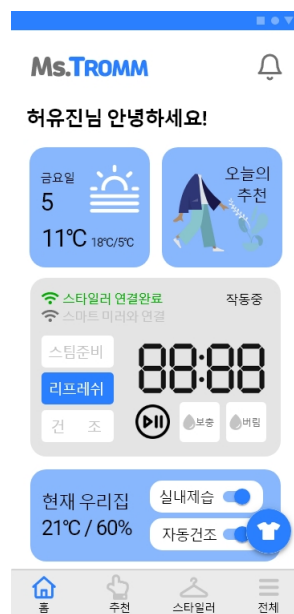 Ms.TROMM
허유진님 안녕하세요!
금요일
5
11℃ 18℃/5℃
오늘의
추천
스타일러 연결완료
작동중
스마트 미러와 연결
스팀준비
리프레쉬
건 조
88:88
보충
버림
현재 우리집
21℃ / 60%
실내제습
자동건조
홈
추천
스타일러
전체